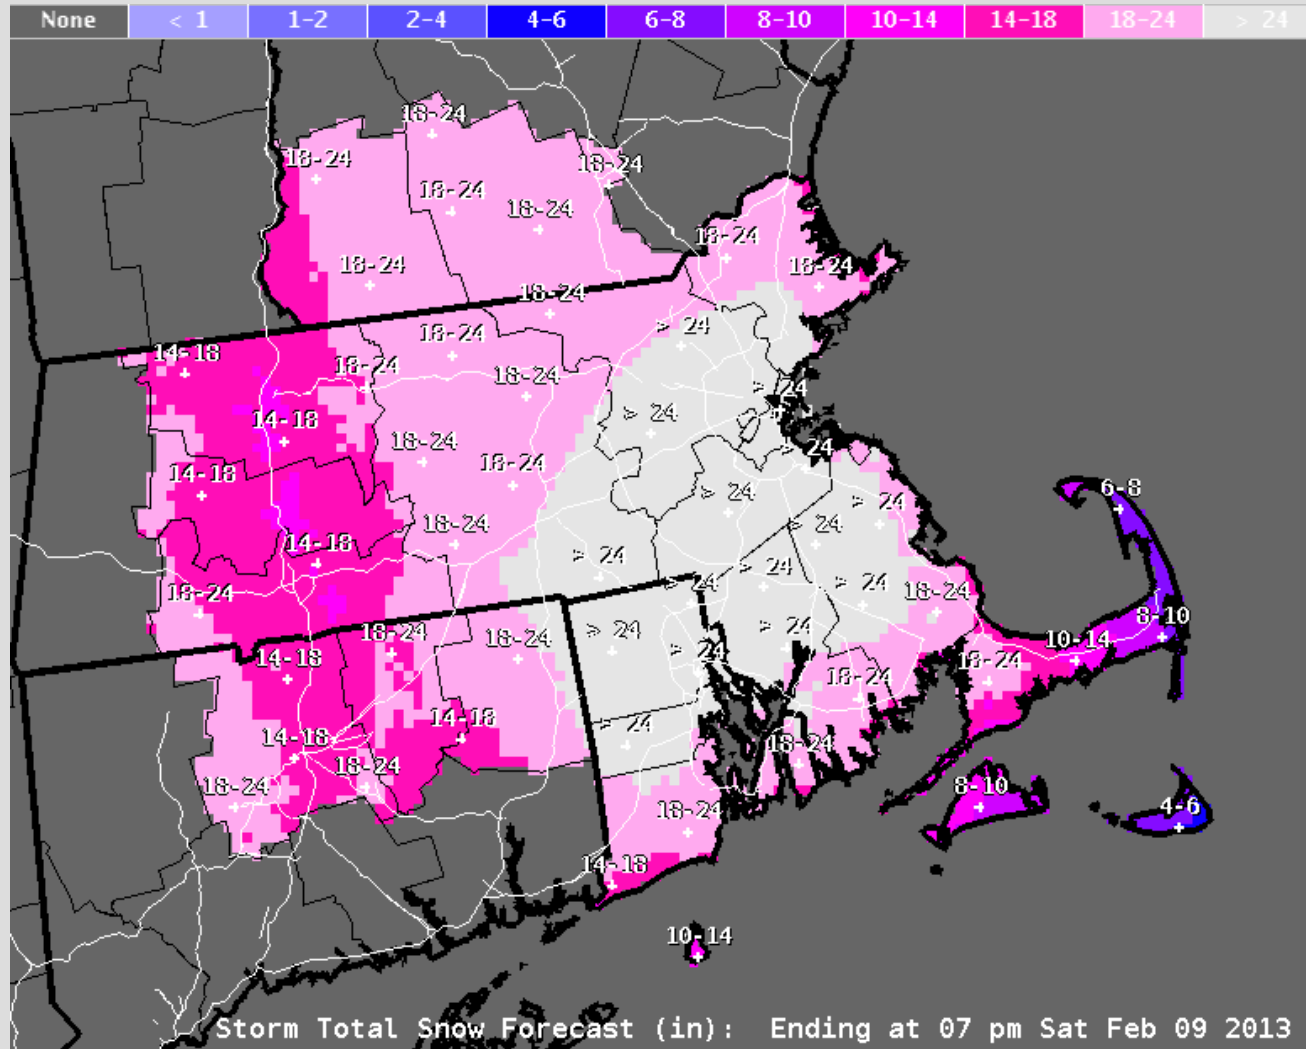 None < 1 1-2 2-4 4-6 6-8 8-10 10-14 14-18 18-24 > 24
18-24
18-24 18-24
18-24
18-24
18-24
18-24 18-24
18-24
18-24 > 24
14-18 18-24
18-24 > 24
14-18 > 24
18-24 > 24
14-18 18-24
6-8
> 24 > 24
18-24 > 24
14-18 > 24
> 24
18-24 > 24 > 24 18-24
8-10
18-24 18-24 > 24 > 24
14-18 > 24 18-24 10-14
18-24
14-18 > 24
14-18 18-24
18-24 18-24 8-10
18-24 4-6
14-18
10-14
Storm Total Snow Forecast (in): Ending at 07 pm Sat Feb 09 2013